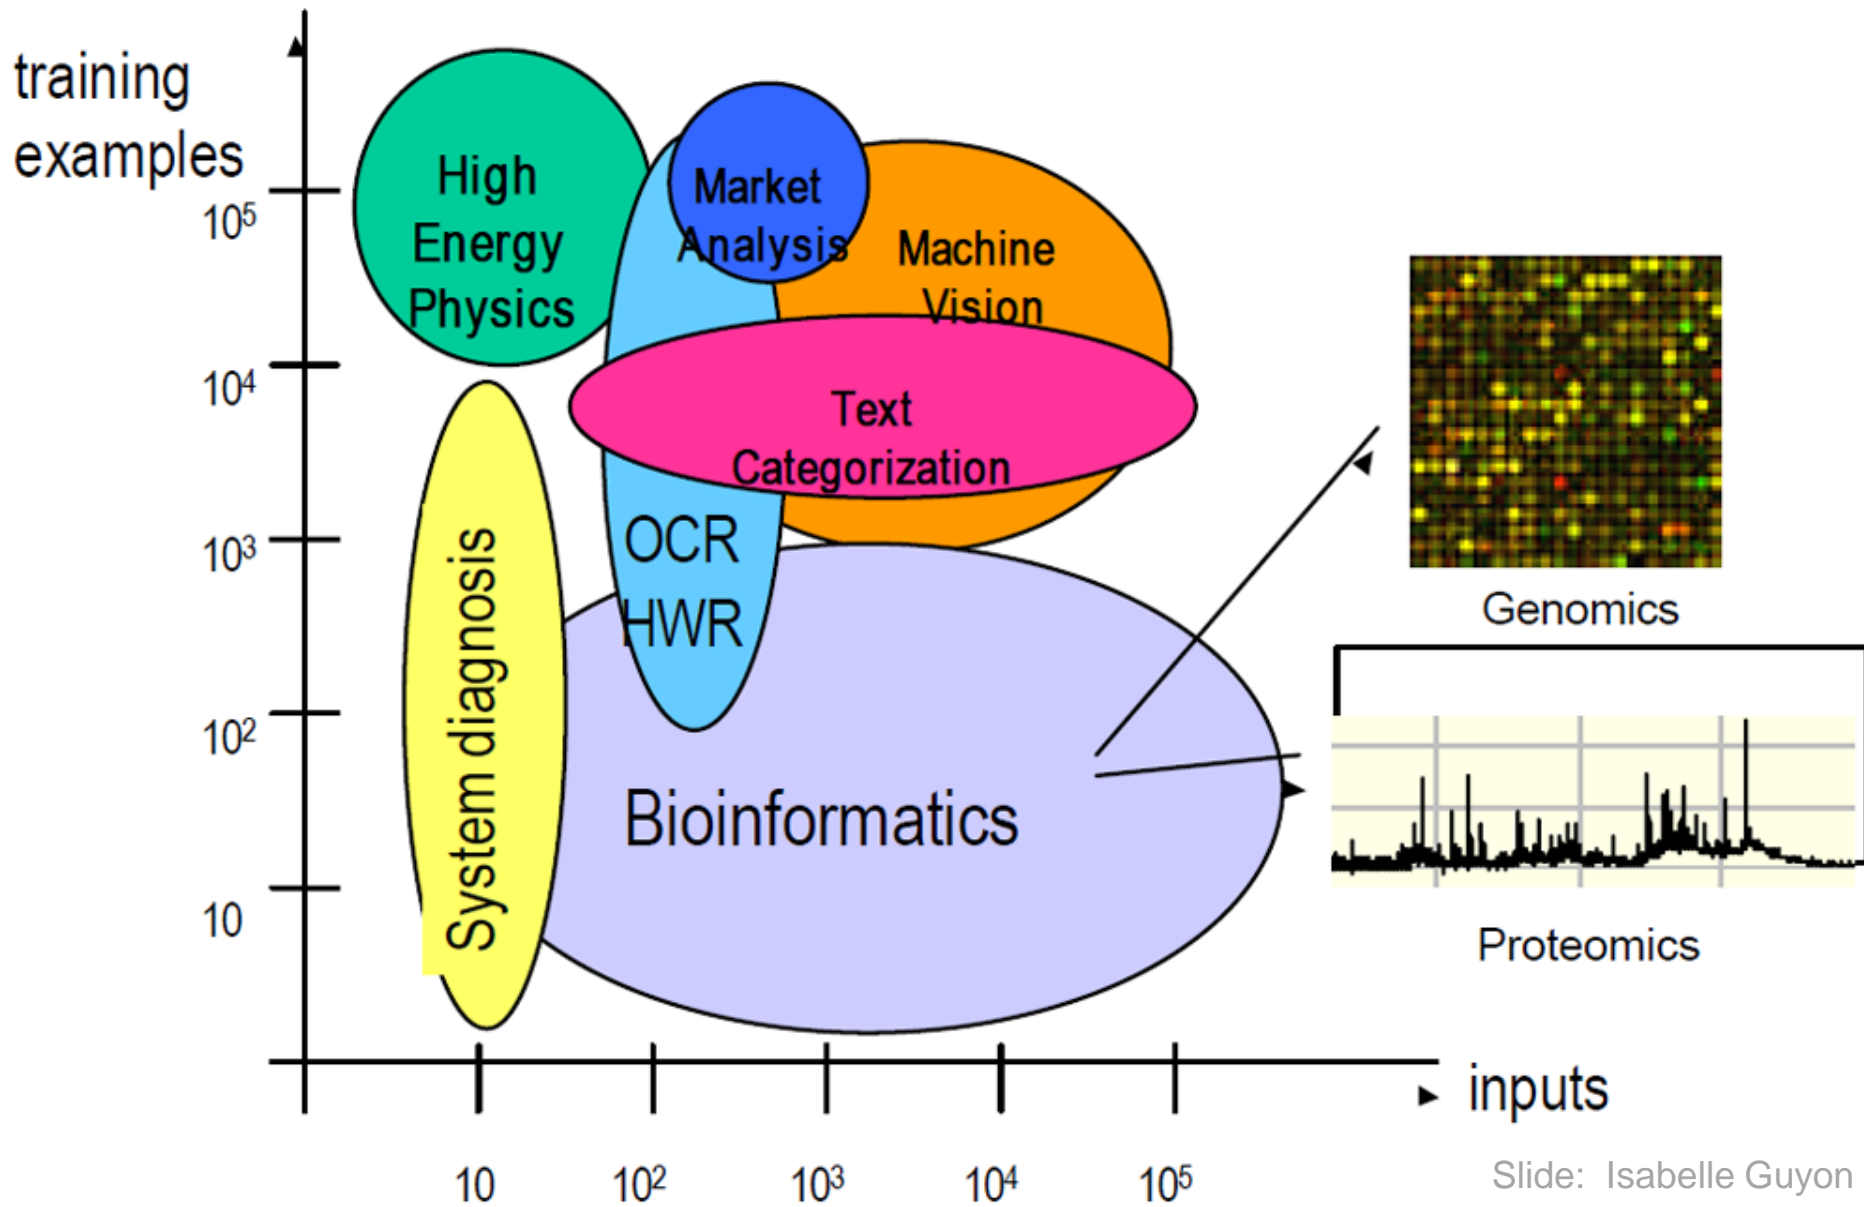 training
examples
10⁵
10⁴
10³
10²
10
High
Energy
Physics
Market
Analysis
Machine
Vision
Text
Categorization
OCR
HWR
System diagnosis
Bioinformatics
Genomics
Proteomics
inputs
10
10²
10³
10⁴
10⁵
Slide: Isabelle Guyon